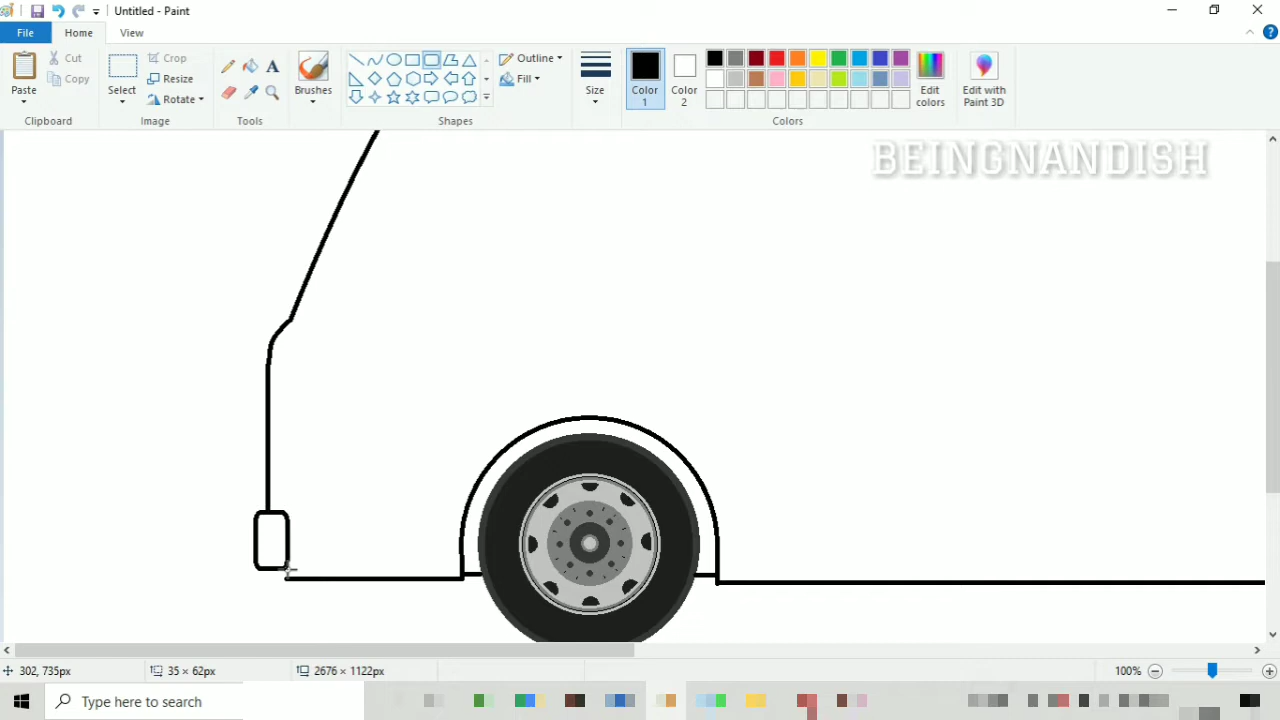 Untitled - Paint
File
Home
View
Paste
Cut
Copy
Clipboard
Select
Crop
Resize
Rotate
Image
A
Tools
Brushes
Shapes
Outline
Fill
Size
Color 1
Color 2
Colors
Edit colors
Edit with Paint 3D
BEINGNANDISH
302, 735px
35 × 62px
2676 × 1122px
100%
Type here to search